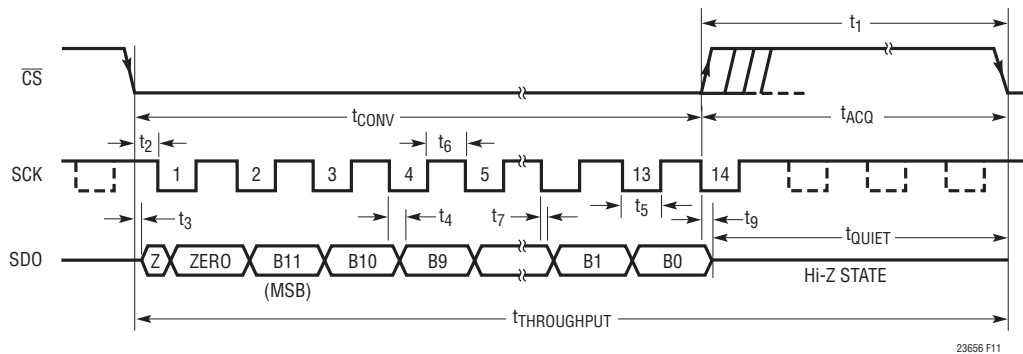 t1
CS
tCONV
tACQ
t2
t6
SCK
1
2
3
4
5
13
14
t3
t4
t7
t5
t9
tQUIET
SDO
Z
ZERO
B11
B10
B9
B1
B0
(MSB)
Hi-Z STATE
tTHROUGHPUT
23656 F11